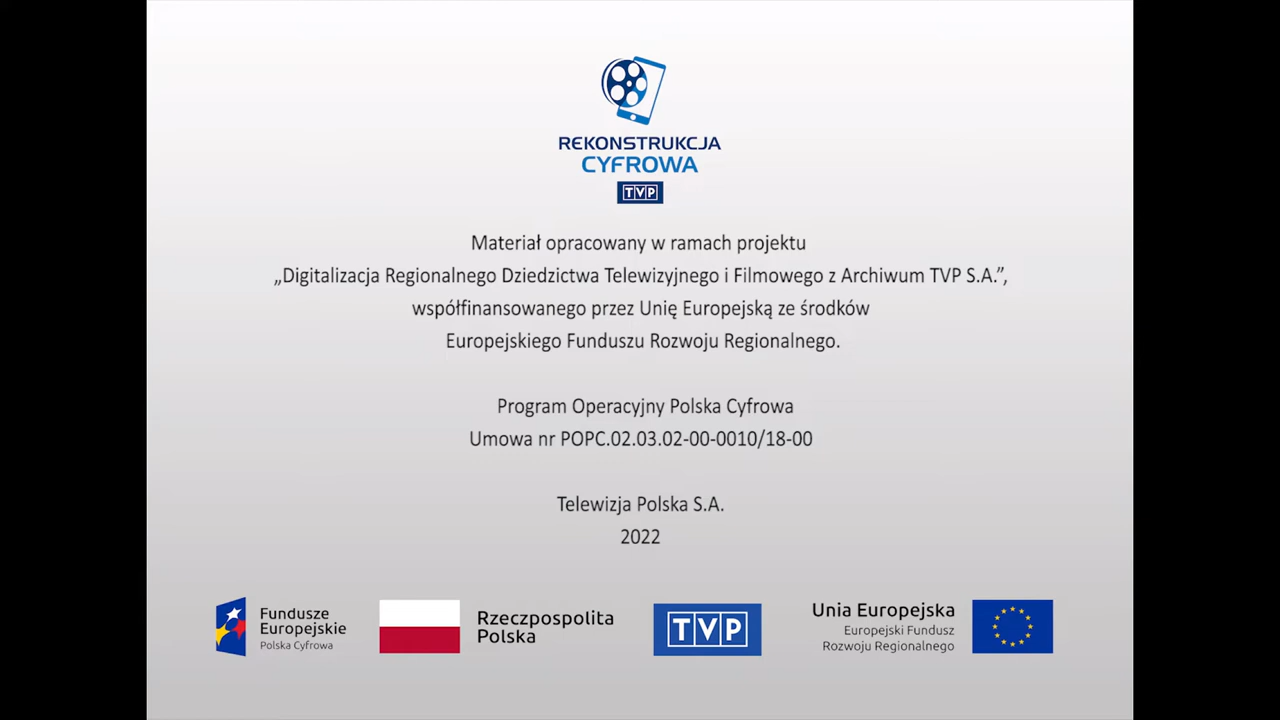 REKONSTRUKCJA
CYFROWA
TVP
Materiał opracowany w ramach projektu
„Digitalizacja Regionalnego Dziedzictwa Telewizyjnego i Filmowego z Archiwum TVP S.A.”,
współfinansowanego przez Unię Europejską ze środków
Europejskiego Funduszu Rozwoju Regionalnego.
Program Operacyjny Polska Cyfrowa
Umowa nr POPC.02.03.02-00-0010/18-00
Telewizja Polska S.A.
2022
Fundusze
Europejskie
Polska Cyfrowa
Rzeczpospolita
Polska
TVP
Unia Europejska
Europejski Fundusz
Rozwoju Regionalnego